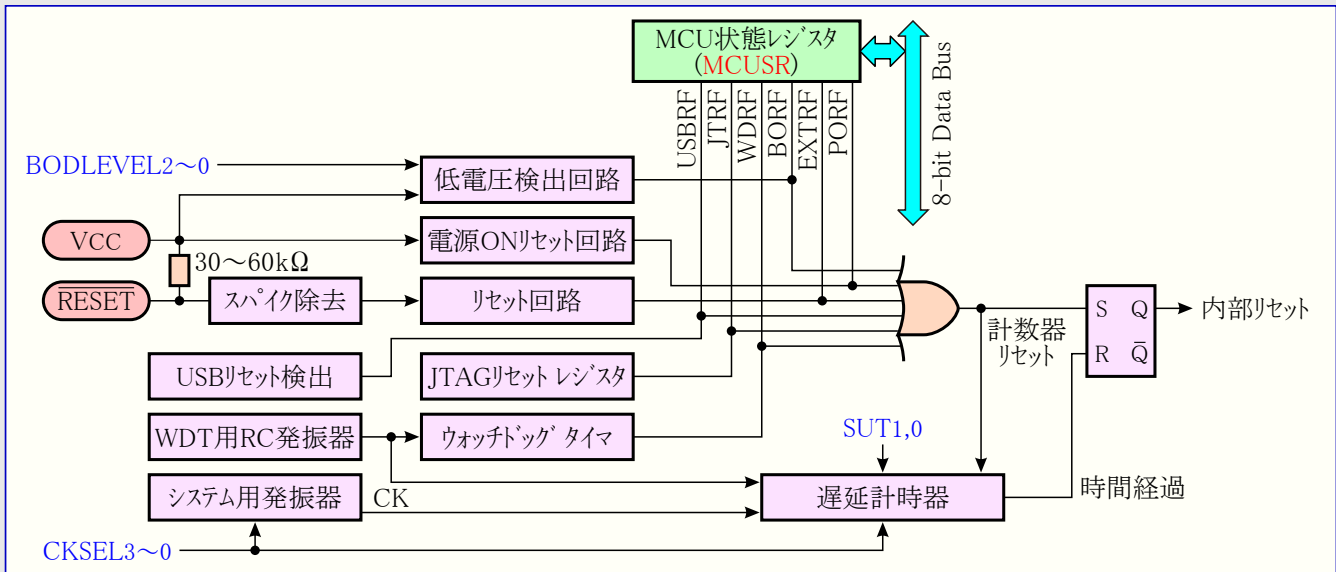 MCU状態レジスタ
(MCUSR)
8-bit Data Bus
USBRF
JTRF
WDRF
BORF
EXTRF
PORF
BODLEVEL2～0
低電圧検出回路
VCC
電源ONリセット回路
30～60kΩ
RESET
スパイク除去
リセット回路
S Q
内部リセット
計数器
リセット
R Q̅
USBリセット検出
JTAGリセット レジスタ
WDT用RC発振器
ウォッチドッグ タイマ
SUT1,0
システム用発振器
CK
遅延計時器
時間経過
CKSEL3～0